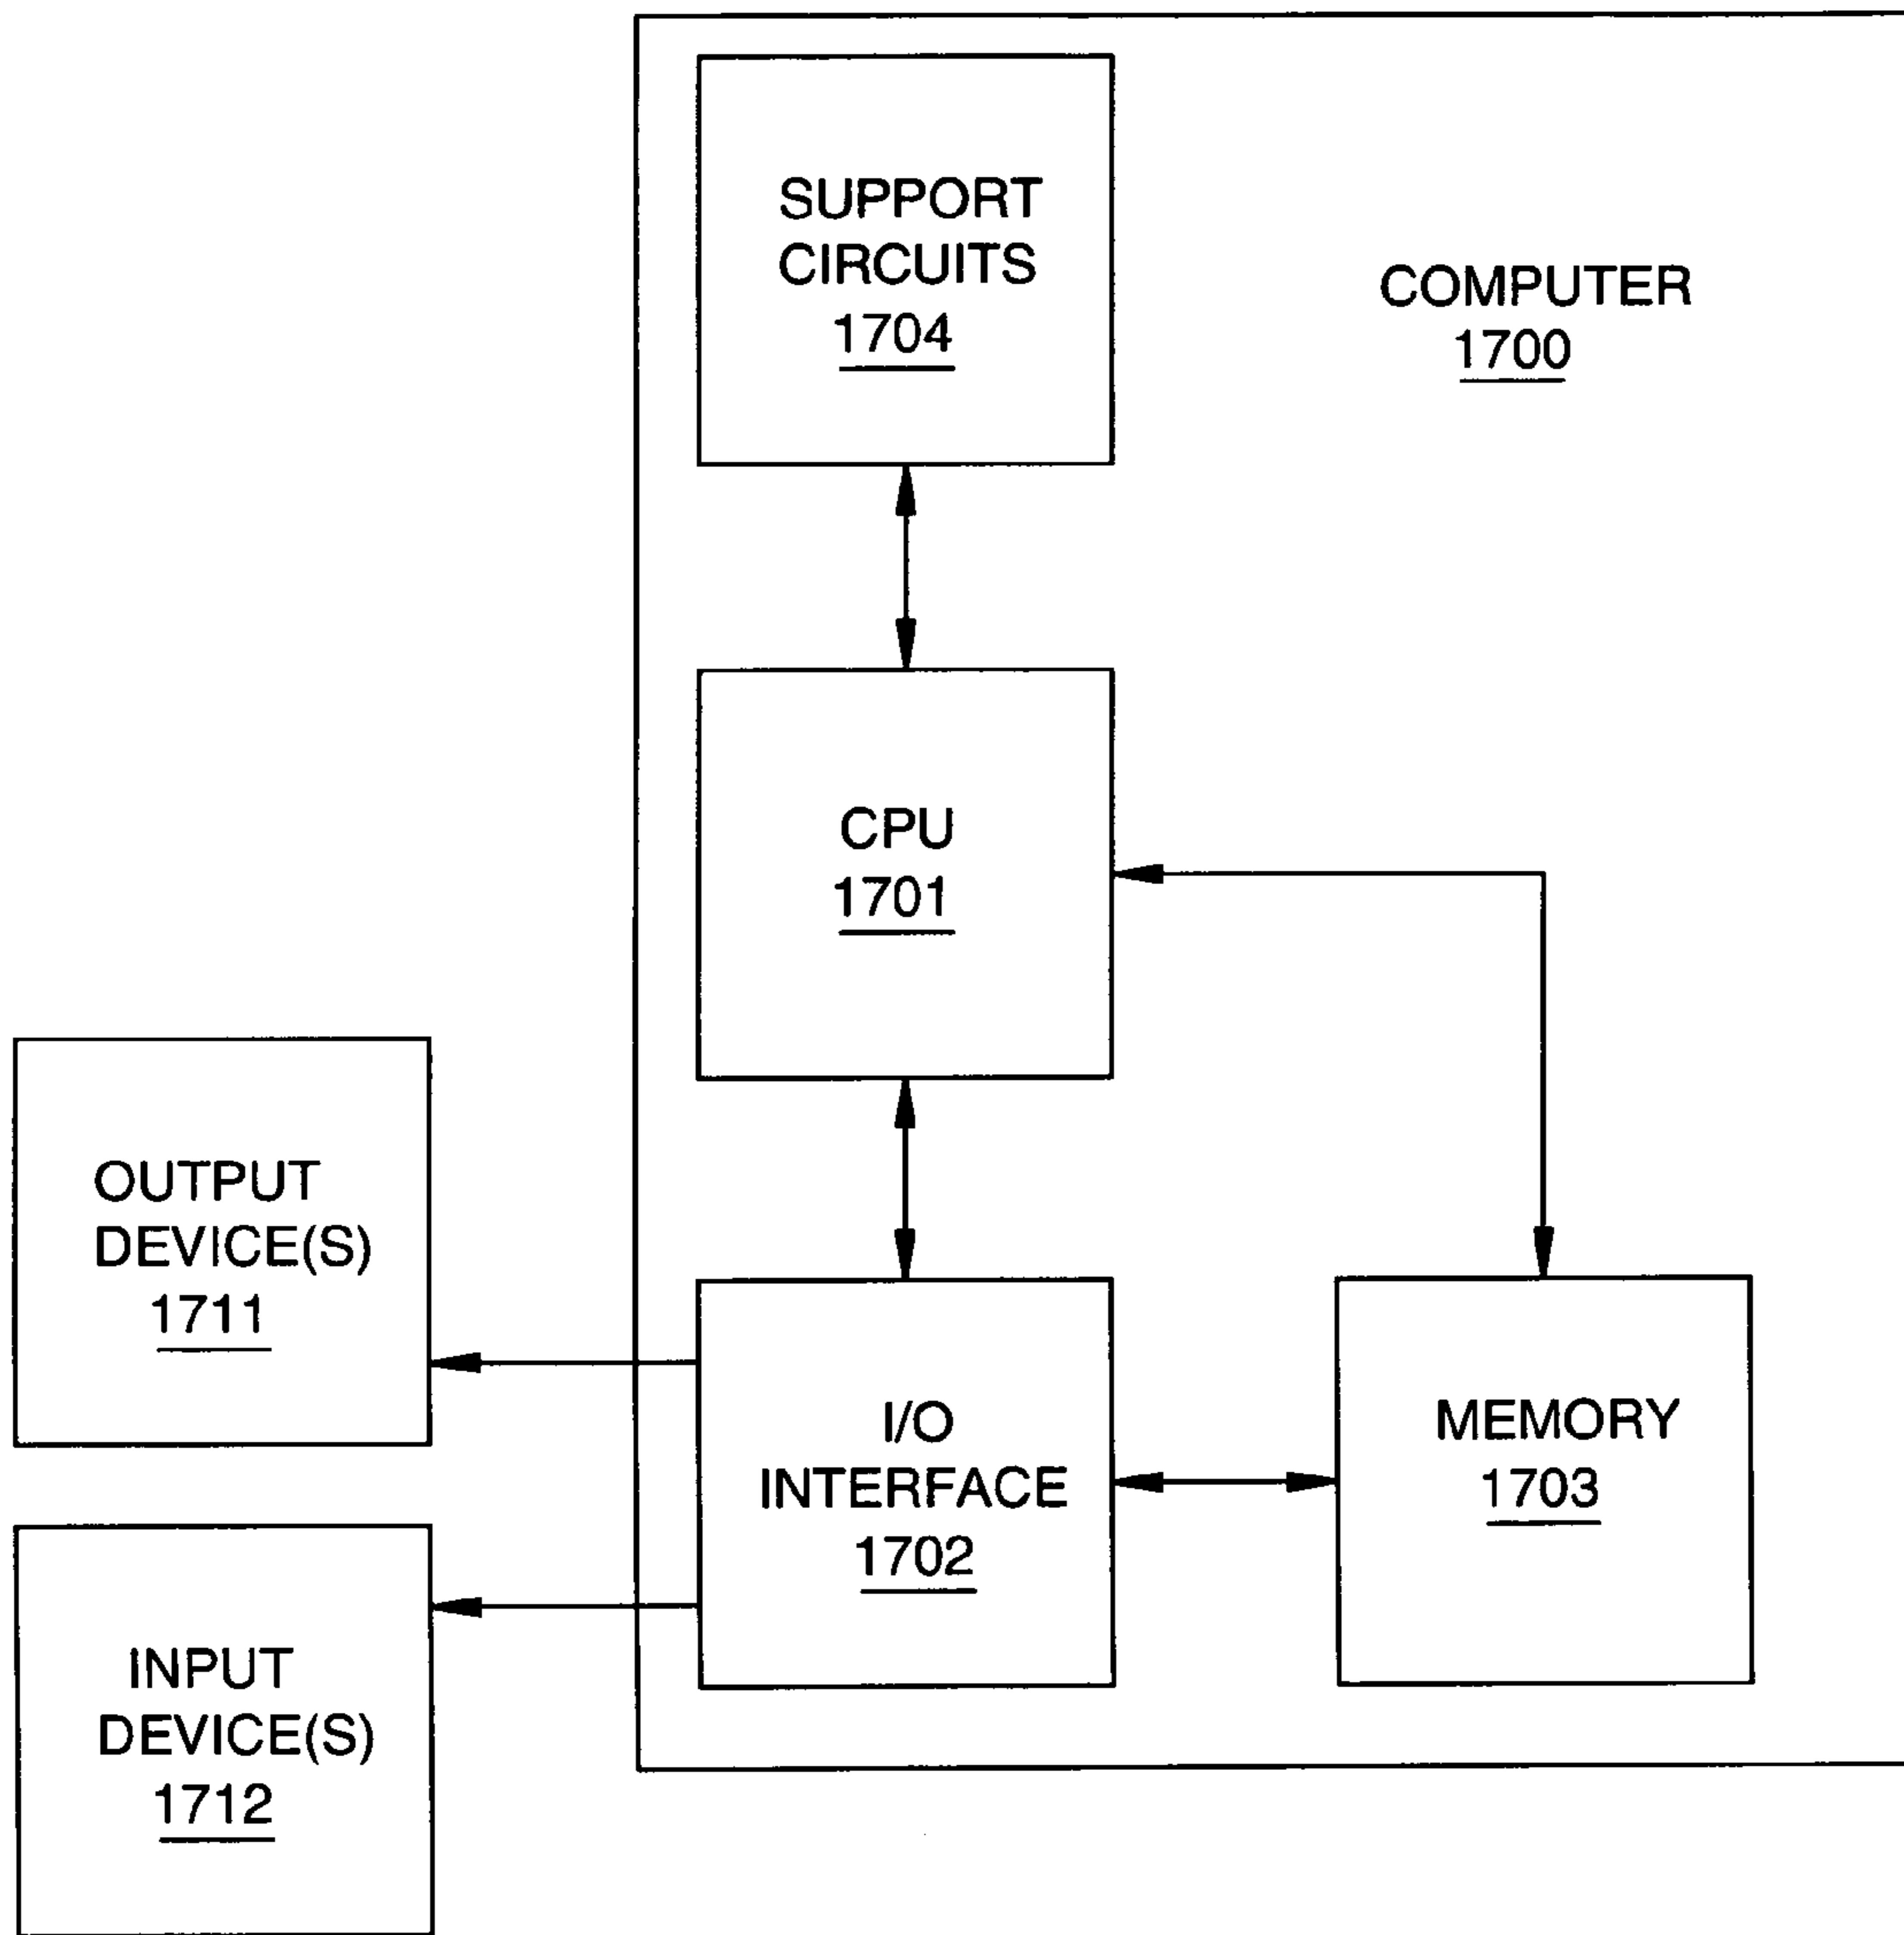 SUPPORT
CIRCUITS
1704
COMPUTER
1700
CPU
1701
OUTPUT
DEVICE(S)
1711
I/O
INTERFACE
1702
MEMORY
1703
INPUT
DEVICE(S)
1712